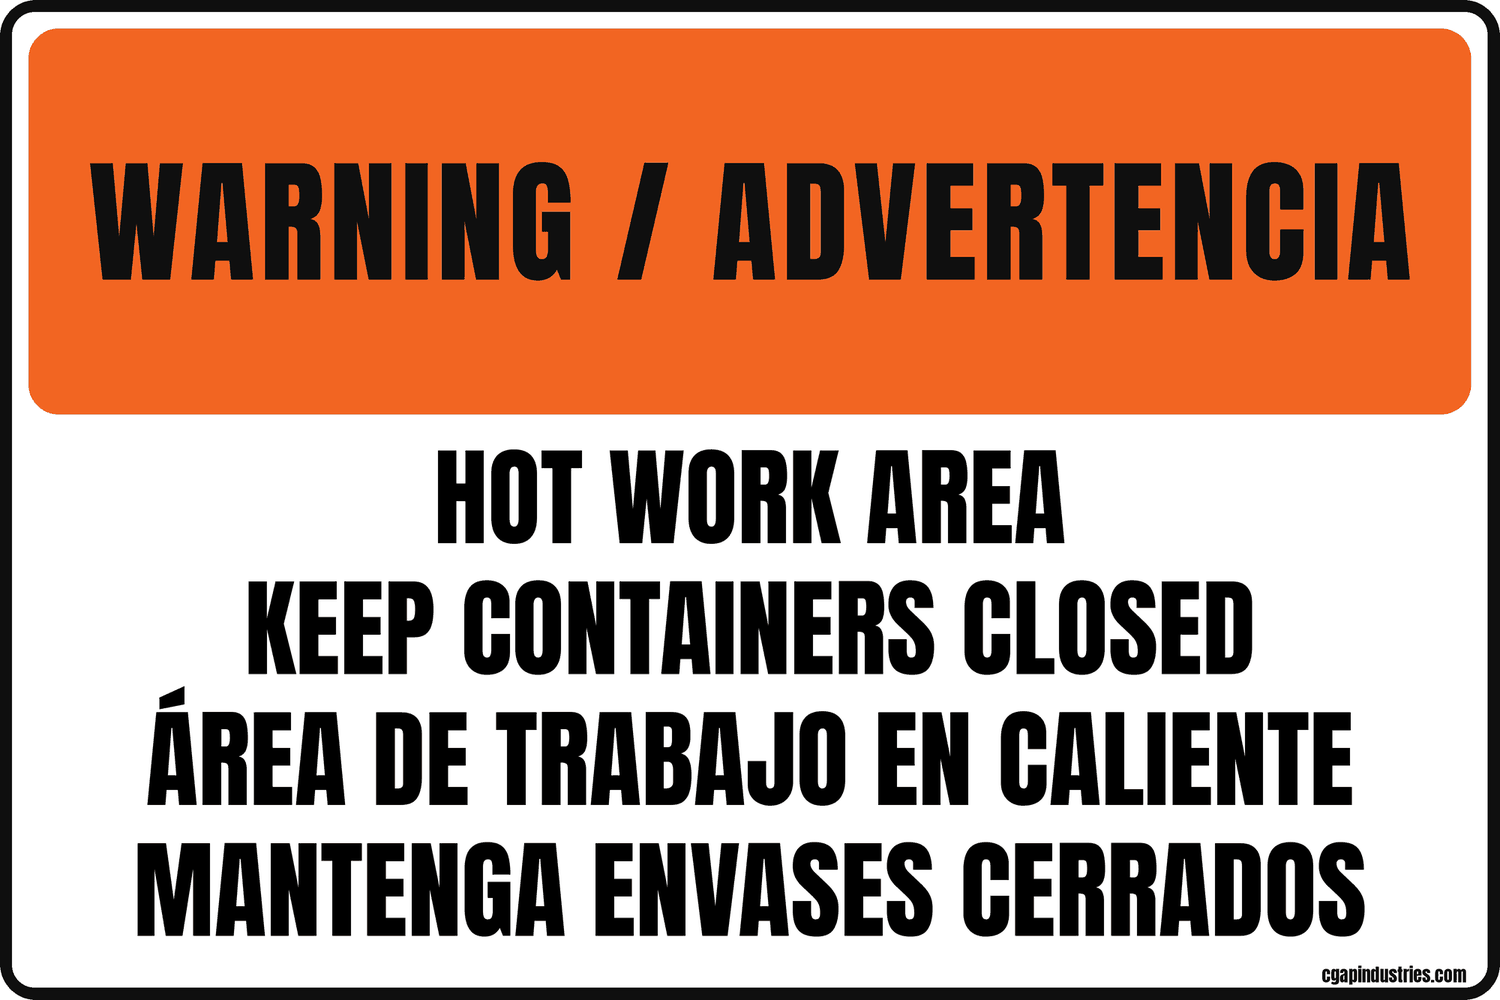 WARNING / ADVERTENCIA
HOT WORK AREA
KEEP CONTAINERS CLOSED
ÁREA DE TRABAJO EN CALIENTE
MANTENGA ENVASES CERRADOS
cgapindustries.com